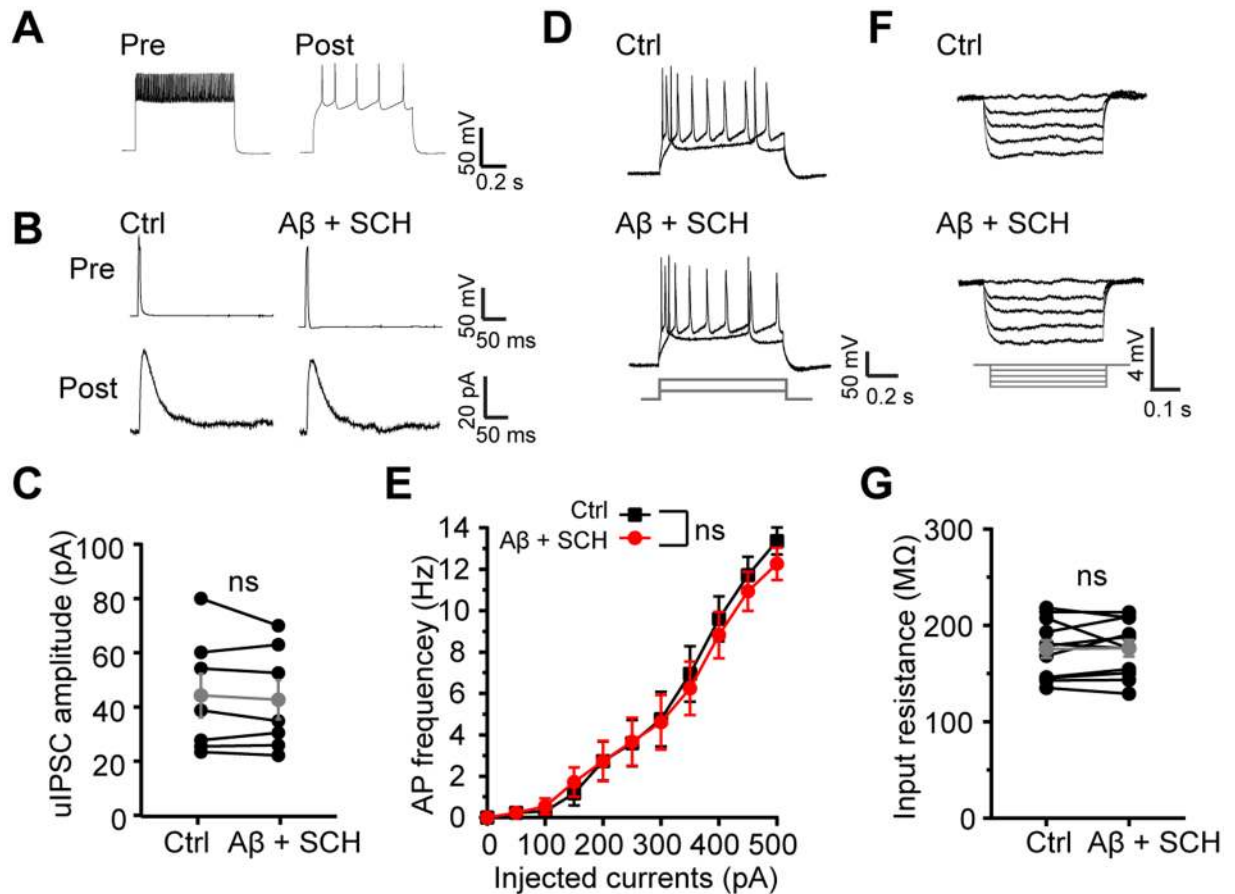 A
Pre
Post
50 mV
0.2 s
B
Ctrl
Aβ + SCH
Pre
50 mV
50 ms
Post
20 pA
50 ms
C
uIPSC amplitude (pA)
100
80
60
40
20
0
ns
Ctrl
Aβ + SCH
D
Ctrl
Aβ + SCH
50 mV
0.2 s
E
Ctrl
Aβ + SCH
ns
AP frequencey (Hz)
14
12
10
8
6
4
2
0
0 100 200 300 400 500
Injected currents (pA)
F
Ctrl
Aβ + SCH
4 mV
0.1 s
G
Input resistance (MΩ)
300
200
100
0
ns
Ctrl
Aβ + SCH